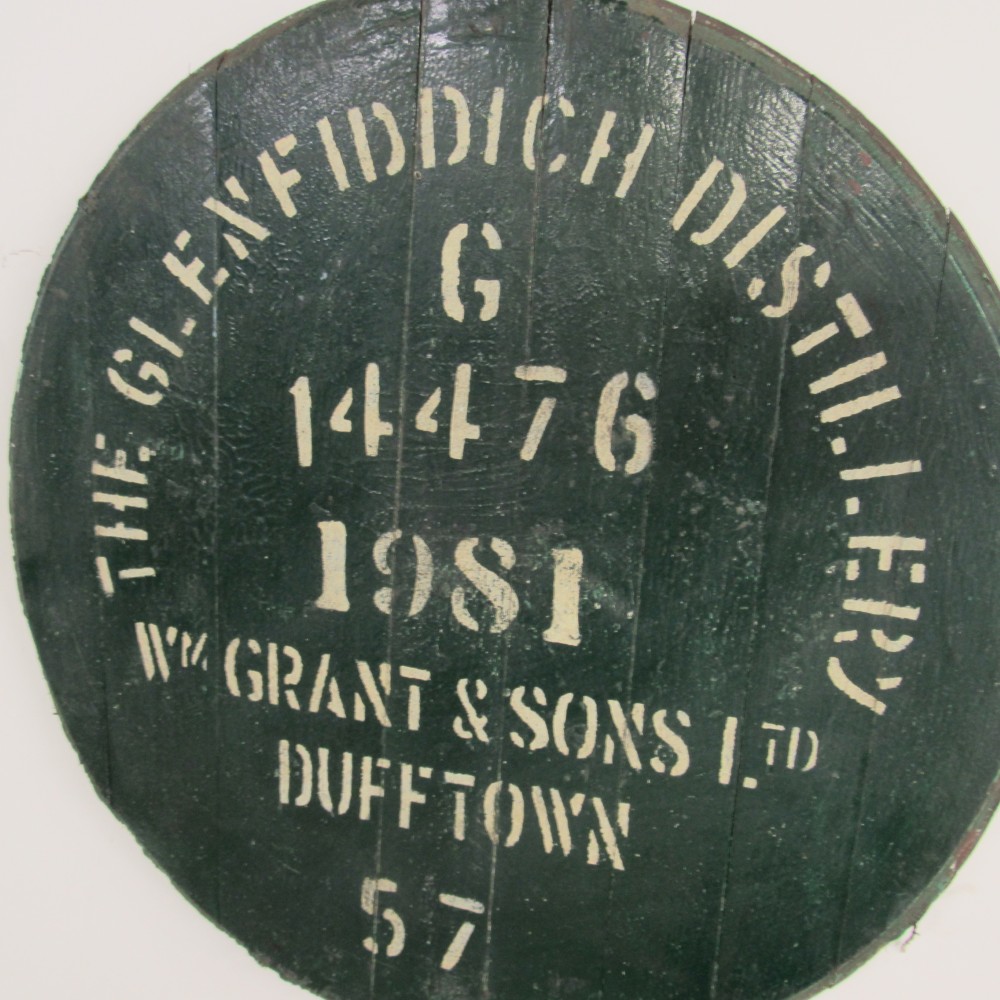 THE GLENFIDDICH DISTILLERY
G
14476
1981
WM GRANT & SONS LTD
DUFFTOWN
57